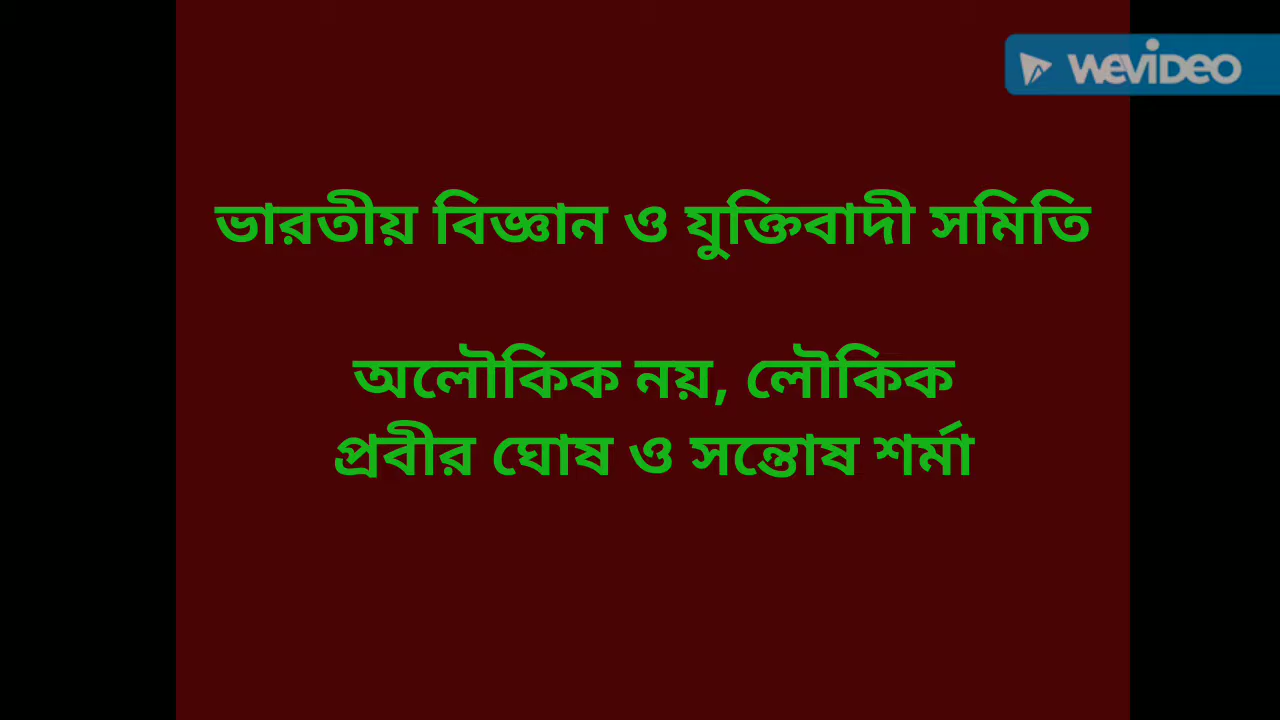 WEVIDEO
ভারতীয় বিজ্ঞান ও যুক্তিবাদী সমিতি
অলৌকিক নয়, লৌকিক
প্রবীর ঘোষ ও সন্তোষ শর্মা